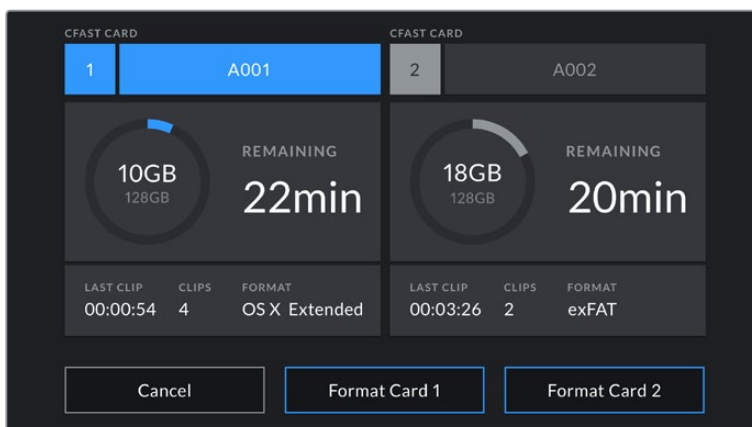 CFAST CARD
1 A001
10GB
128GB
REMAINING
22min
LAST CLIP CLIPS FORMAT
00:00:54 4 OS X Extended
CFAST CARD
2 A002
18GB
128GB
REMAINING
20min
LAST CLIP CLIPS FORMAT
00:03:26 2 exFAT
Cancel Format Card 1 Format Card 2